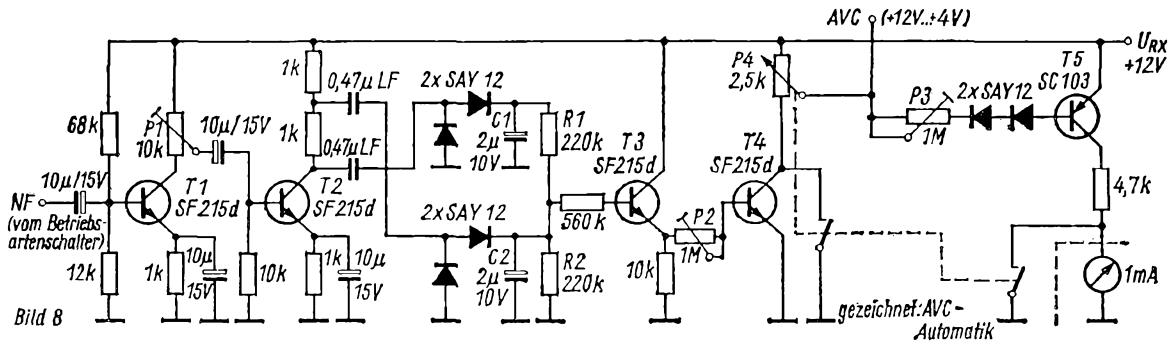 AVC (+12V...+4V)
U RX
+12V
T5
SC 103
P4
2,5k
P3
1M
2x SAY 12
1k
0,47µ LF
2x SAY 12
68k
P1
10k
10µ/15V
1k
0,47µ LF
C1
2µ
10V
R1
220k
T3
SF215d
T4
SF215d
4,7k
NF
(vom Betriebs-
artenschalter)
10µ/15V
T1
SF215d
T2
SF215d
2x SAY 12
560k
P2
1M
12k
1k
10µ
15V
10k
1k
10µ
15V
C2
2µ
10V
R2
220k
10k
1mA
gezeichnet: AVC-
Automatik
Bild 8